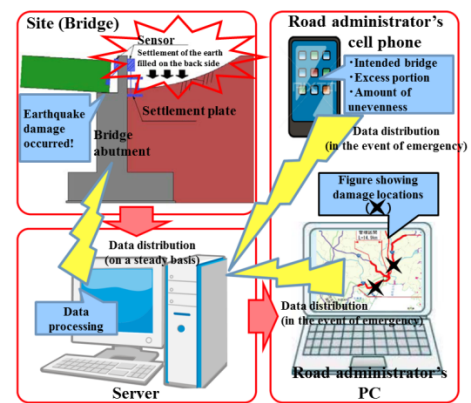 Site (Bridge)
Sensor
Settlement of the earth
filled on the back side
Settlement plate
Earthquake
damage
occurred!
Bridge
abutment
Road administrator's
cell phone
・Intended bridge
・Excess portion
・Amount of
unevenness
Data distribution
(in the event of emergency)
Figure showing
damage locations
( )
Data distribution
(on a steady basis)
Data
processing
Server
Data distribution
(in the event of emergency)
Road administrator's
PC